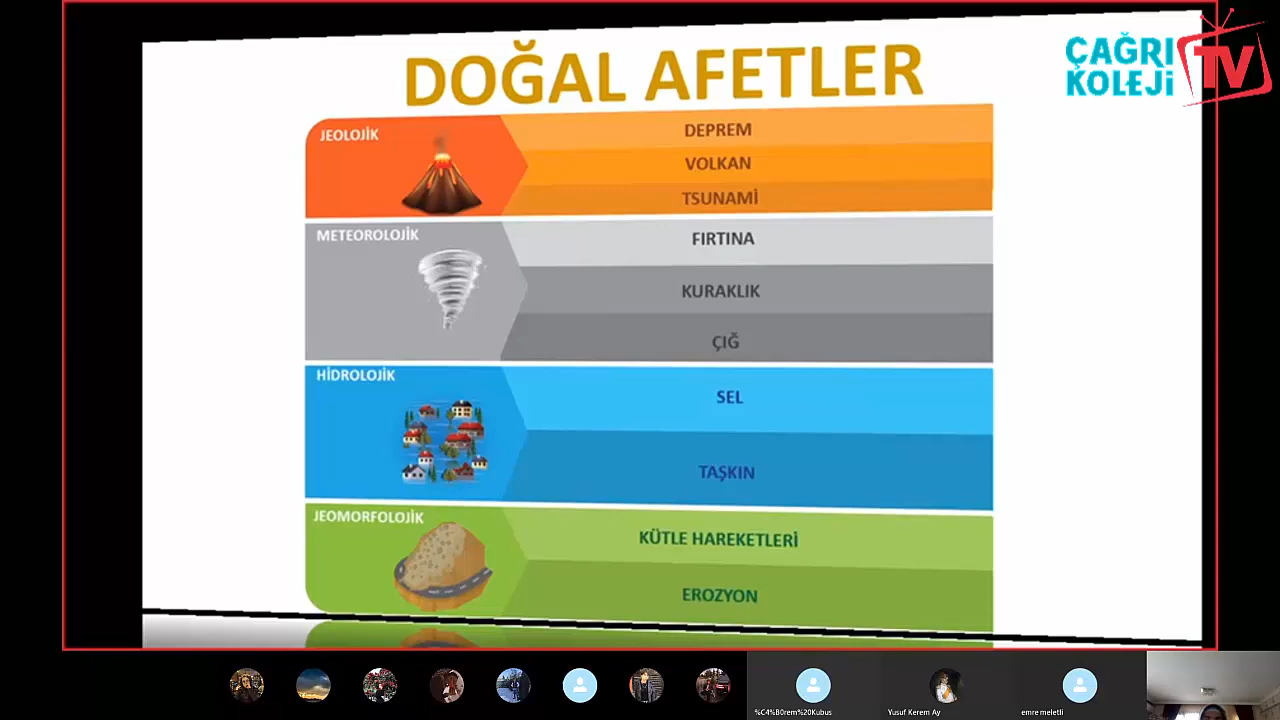 DOĞAL AFETLER
ÇAĞRI
KOLEJİ
TV
JEOLOJİK
DEPREM
VOLKAN
TSUNAMİ
METEOROLOJİK
FIRTINA
KURAKLIK
ÇIĞ
HİDROLOJİK
SEL
TAŞKIN
JEOMORFOLOJİK
KÜTLE HAREKETLERİ
EROZYON
%C4%B0rem%20Kubus
Yusuf Kerem Ay
emre meletli